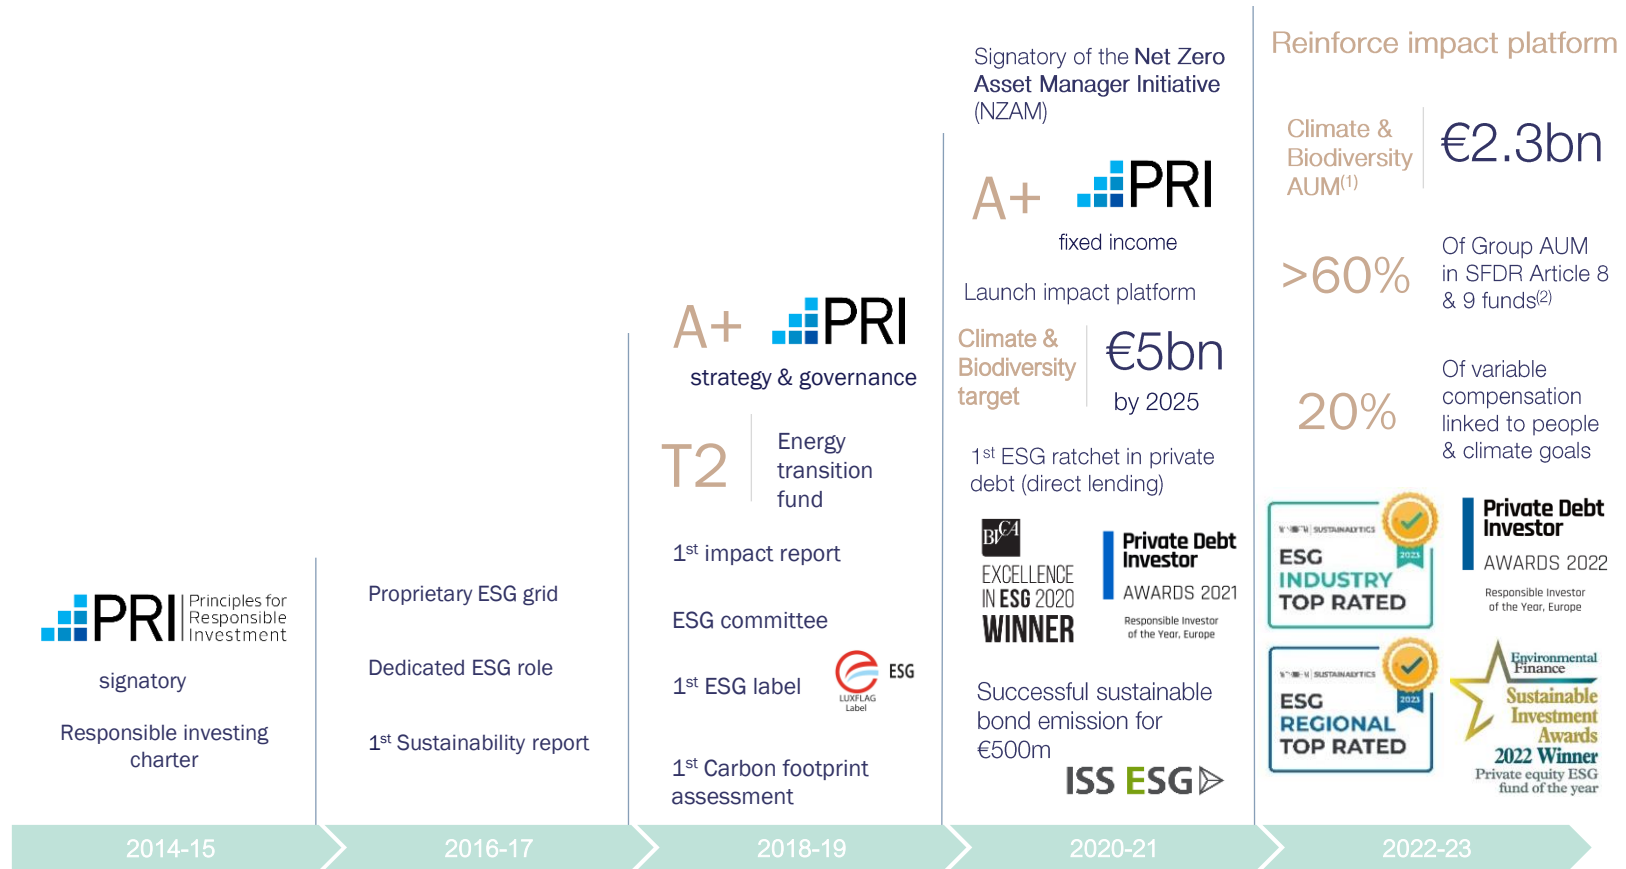 PRI
Principles for
Responsible
Investment
signatory
Responsible investing
charter
2014-15
Proprietary ESG grid
Dedicated ESG role
1st Sustainability report
2016-17
A+
PRI
strategy & governance
T2
Energy
transition
fund
1st impact report
ESG committee
1st ESG label
LUXFLAG
Label
ESG
1st Carbon footprint
assessment
2018-19
Signatory of the Net Zero
Asset Manager Initiative
(NZAM)
A+
PRI
fixed income
Launch impact platform
Climate &
Biodiversity
target
€5bn
by 2025
1st ESG ratchet in private
debt (direct lending)
BVCA
EXCELLENCE
IN ESG 2020
WINNER
Private Debt
Investor
AWARDS 2021
Responsible Investor
of the Year, Europe
Successful sustainable
bond emission for
€500m
ISS ESG
2020-21
Reinforce impact platform
Climate &
Biodiversity
AUM(1)
€2.3bn
>60%
Of Group AUM
in SFDR Article 8
& 9 funds(2)
20%
Of variable
compensation
linked to people
& climate goals
SUSTAINALYTICS
ESG
INDUSTRY
TOP RATED
2023
Private Debt
Investor
AWARDS 2022
Responsible Investor
of the Year, Europe
SUSTAINALYTICS
ESG
REGIONAL
TOP RATED
2023
Environmental
Finance
Sustainable
Investment
Awards
2022 Winner
Private equity ESG
fund of the year
2022-23